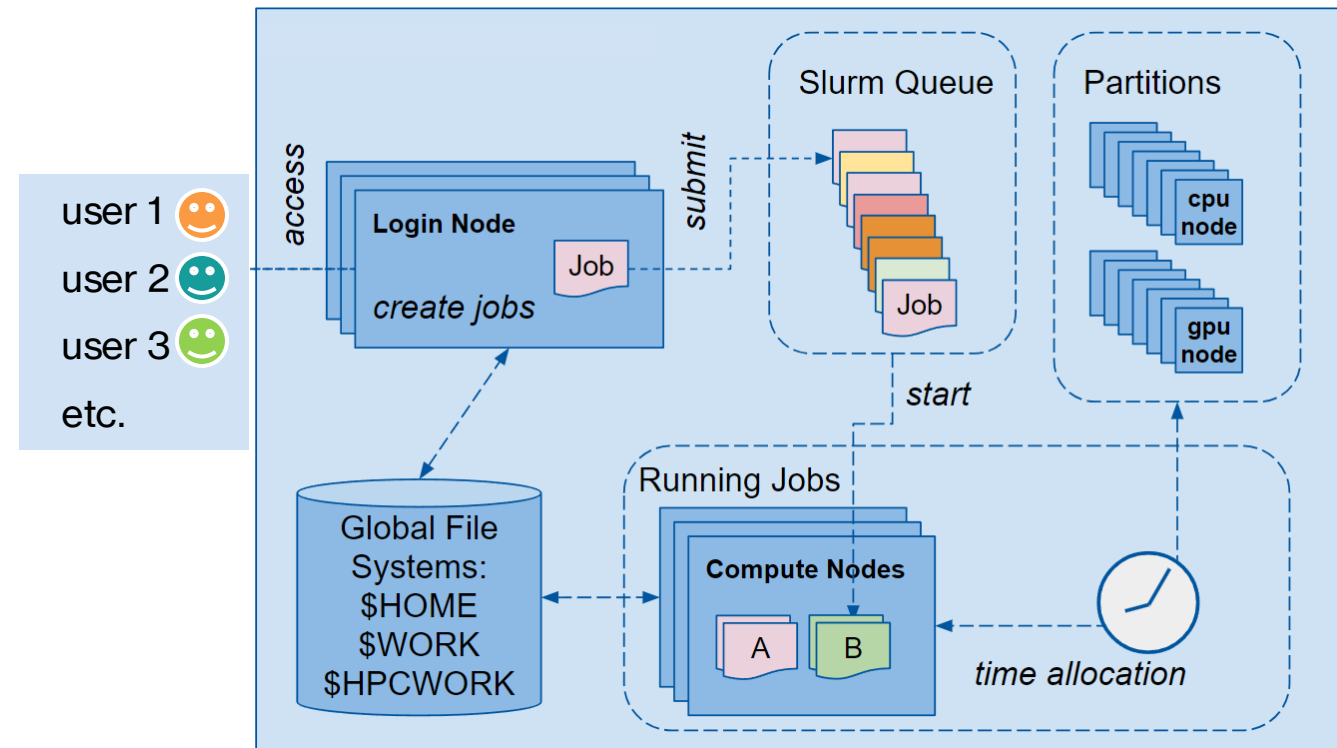 user 1
user 2
user 3
etc.
access
Login Node
Job
create jobs
submit
Slurm Queue
Job
Partitions
cpu
node
gpu
node
start
Global File
Systems:
$HOME
$WORK
$HPCWORK
Running Jobs
Compute Nodes
A
B
time allocation